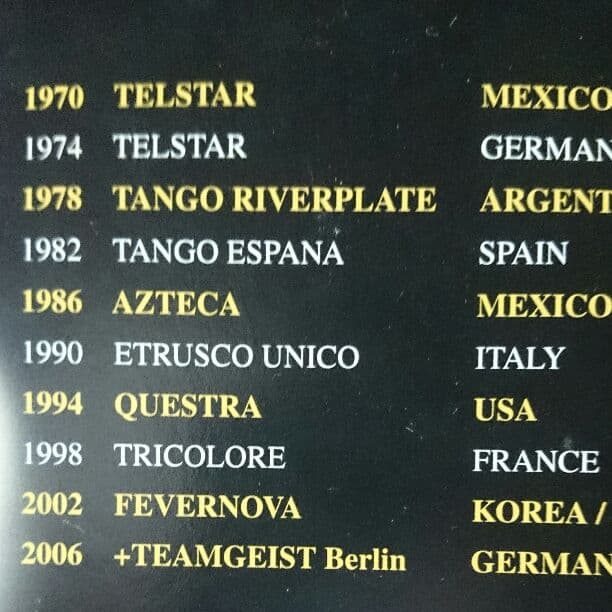 1970 TELSTAR MEXICO
1974 TELSTAR GERMAN
1978 TANGO RIVERPLATE ARGENT
1982 TANGO ESPANA SPAIN
1986 AZTECA MEXICO
1990 ETRUSCO UNICO ITALY
1994 QUESTRA USA
1998 TRICOLORE FRANCE
2002 FEVERNOVA KOREA /
2006 +TEAMGEIST Berlin GERMAN